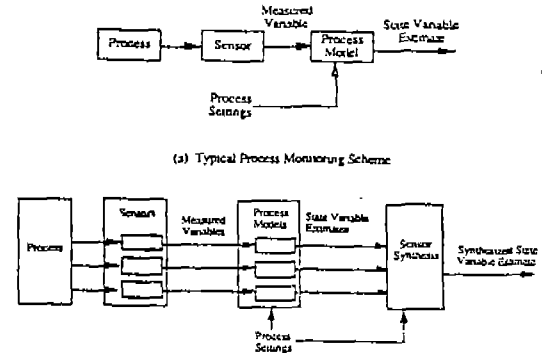 Measured
Variable
State Variable
Estimate
Process
Sensor
Process
Model
Process
Settings
(a) Typical Process Monitoring Scheme
Sensors
Measured
Variables
Process
Models
State Variable
Estimates
Process
Sensor
Synthesis
Synthesized State
Variable Estimate
Process
Settings